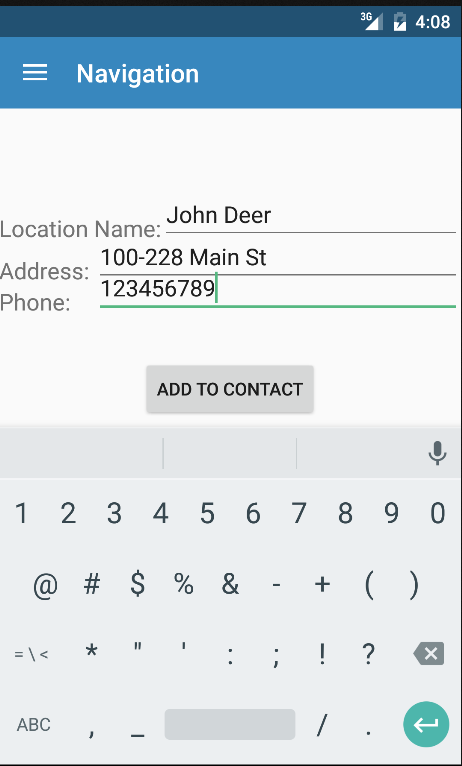 3G 4:08
Navigation
Location Name: John Deer
Address: 100-228 Main St
Phone: 123456789
ADD TO CONTACT
1 2 3 4 5 6 7 8 9 0
@ # $ % & - + ( )
= \ < * " ' : ; ! ?
ABC , _ / .